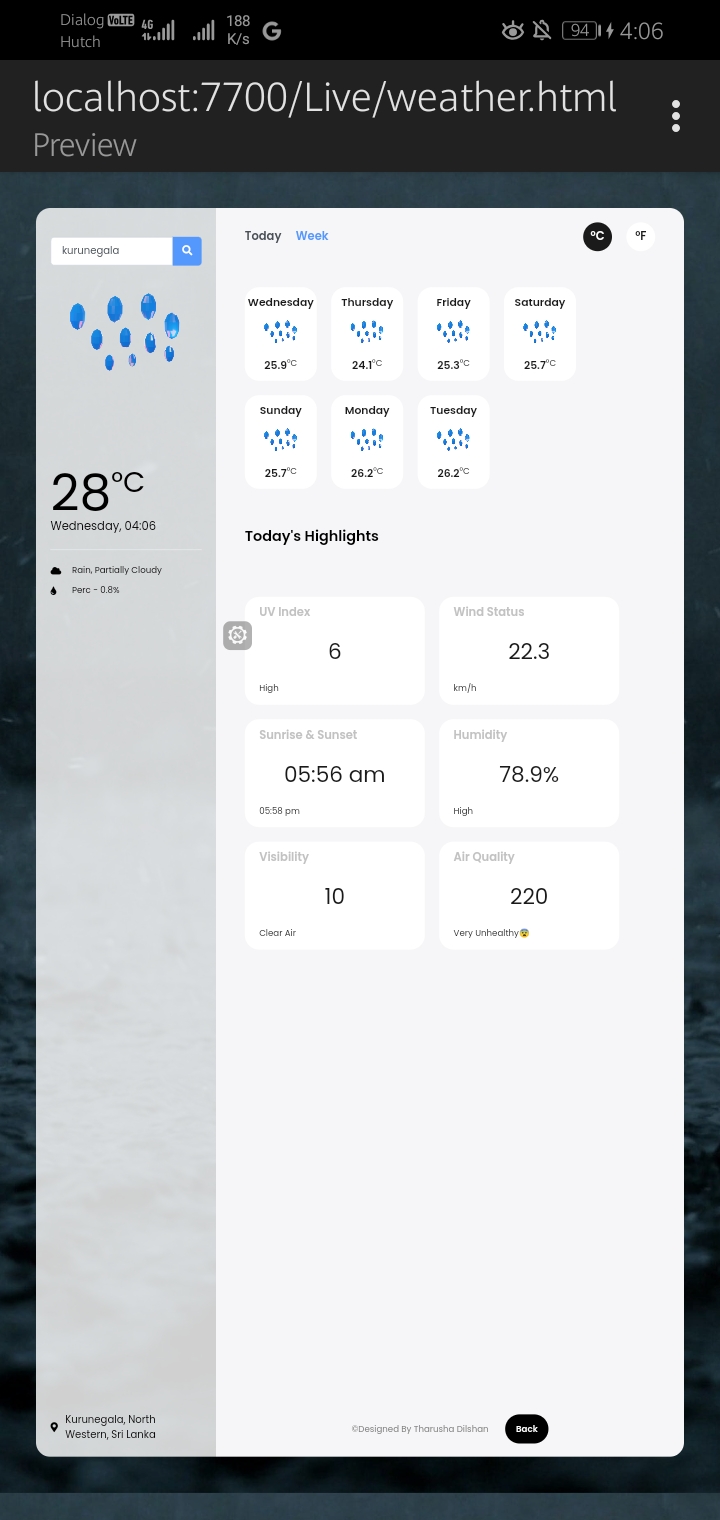 Dialog VoLTE 4G 188 G 94 4:06
Hutch K/s
localhost:7700/Live/weather.html
Preview
kurunegala
28°C
Wednesday, 04:06
Rain, Partially Cloudy
Perc - 0.8%
Kurunegala, North
Western, Sri Lanka
Today Week °C °F
Wednesday Thursday Friday Saturday
25.9°C 24.1°C 25.3°C 25.7°C
Sunday Monday Tuesday
25.7°C 26.2°C 26.2°C
Today's Highlights
UV Index
6
High
Wind Status
22.3
km/h
Sunrise & Sunset
05:56 am
05:58 pm
Humidity
78.9%
High
Visibility
10
Clear Air
Air Quality
220
Very Unhealthy😨
©Designed By Tharusha Dilshan Back